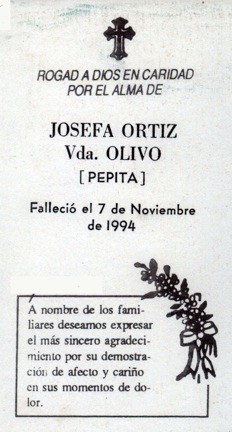 ROGAD A DIOS EN CARIDAD
POR EL ALMA DE
JOSEFA ORTIZ
Vda. OLIVO
[PEPITA]
Falleció el 7 de Noviembre
de 1994
A nombre de los fami-
liares deseamos expresar
el más sincero agradeci-
miento por su demostra-
ción de afecto y cariño
en sus momentos de do-
lor.